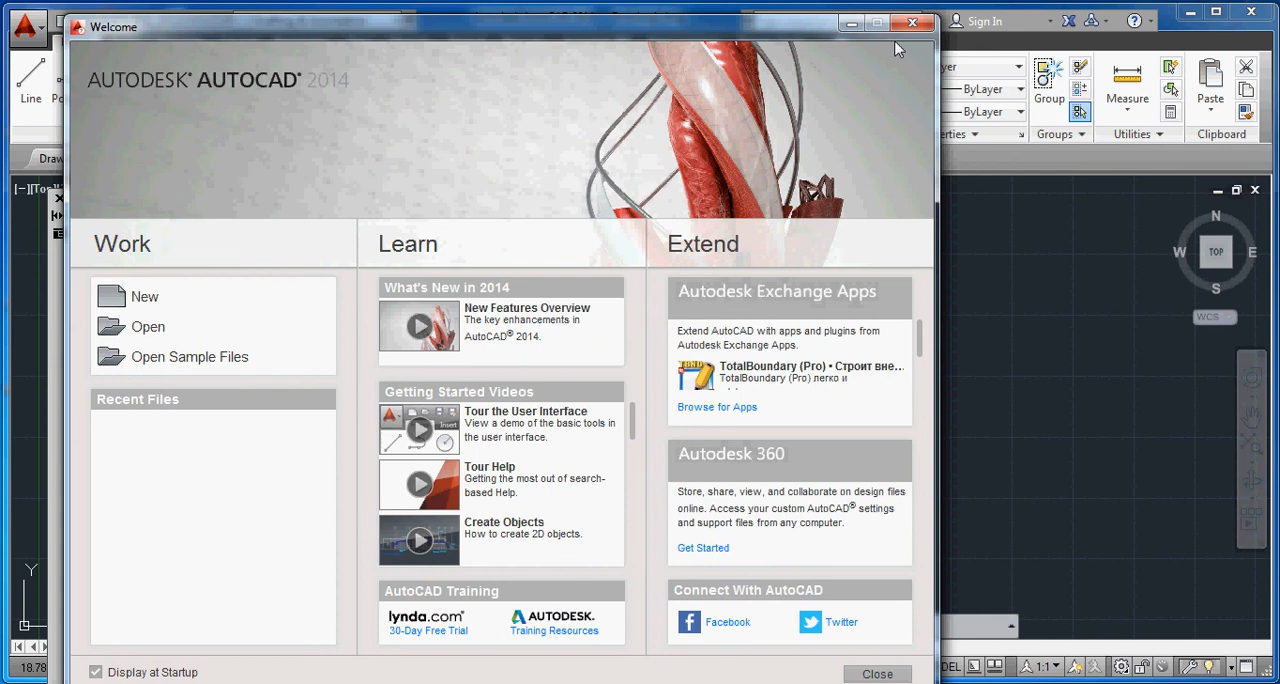 Welcome
Sign In
AUTODESK® AUTOCAD® 2014
Line
ByLayer
ByLayer
Group
Measure
Paste
Groups
Utilities
Clipboard
[−][Top]
N
W
TOP
E
S
WCS
Work
New
Open
Open Sample Files
Recent Files
Learn
What's New in 2014
New Features Overview
The key enhancements in
AutoCAD® 2014.
Getting Started Videos
Insert
Tour the User Interface
View a demo of the basic tools in
the user interface.
Tour Help
Getting the most out of search-
based Help.
Create Objects
How to create 2D objects.
AutoCAD Training
lynda.com®
30-Day Free Trial
AUTODESK.
Training Resources
Extend
Autodesk Exchange Apps
Extend AutoCAD with apps and plugins from
Autodesk Exchange Apps.
TotalBoundary (Pro) • Строит вне...
TotalBoundary (Pro) легко и
Browse for Apps
Autodesk 360
Store, share, view, and collaborate on design files
online. Access your custom AutoCAD® settings
and support files from any computer.
Get Started
Connect With AutoCAD
Facebook
Twitter
Display at Startup
Close
Y
18.78
1:1